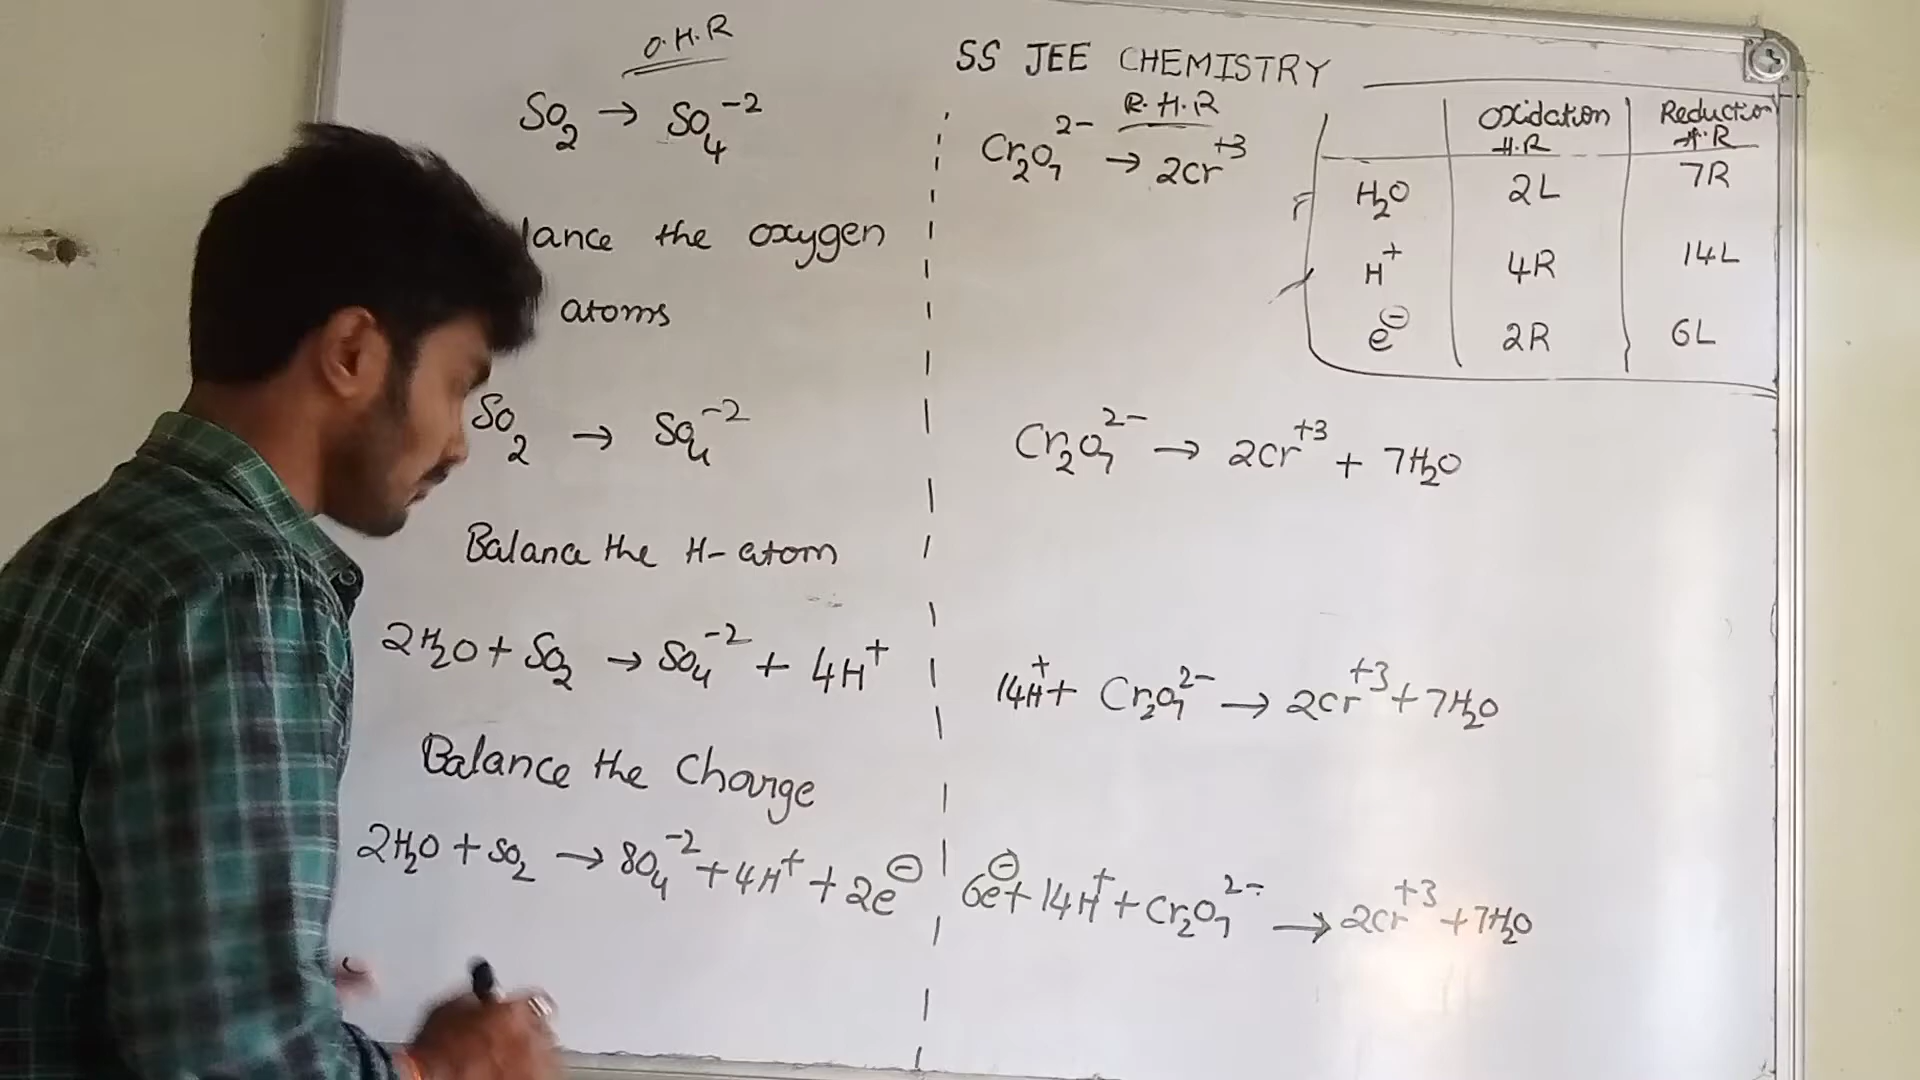 SS JEE CHEMISTRY
O.H.R
SO₂ → SO₄⁻²
lance the oxygen
atoms
SO₂ → SO₄⁻²
Balance the H-atom
2H₂O + SO₂ → SO₄⁻² + 4H⁺
Balance the Charge
2H₂O + SO₂ → SO₄⁻² + 4H⁺ + 2e⊖
R.H.R
Cr₂O₇²⁻ → 2cr⁺³
Cr₂O₇²⁻ → 2cr⁺³ + 7H₂O
14H⁺ + Cr₂O₇²⁻ → 2cr⁺³ + 7H₂O
6e⊖ + 14H⁺ + Cr₂O₇²⁻ → 2cr⁺³ + 7H₂O
Oxidation H.R Reduction H.R
H₂O 2L 7R
H⁺ 4R 14L
e⊖ 2R 6L